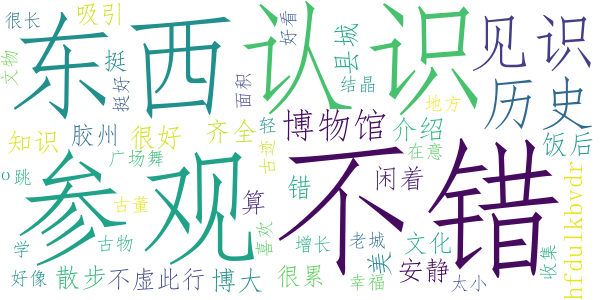 很长 吸引 挺 好看 县城 见识
文物 东西 认识
挺好 面积 结晶 历史
知识 胶州 很好 齐全 轻 博物馆 介绍 地方 饭后
o 跳 广场舞 古迹 在意
参观 不错
古董 算 错 闲着 hfdulkbvdr
学 古物 喜欢 增长 老城 文化 美 安静 收集
好像 散步 不虚此行 博大 很累 幸福 太小